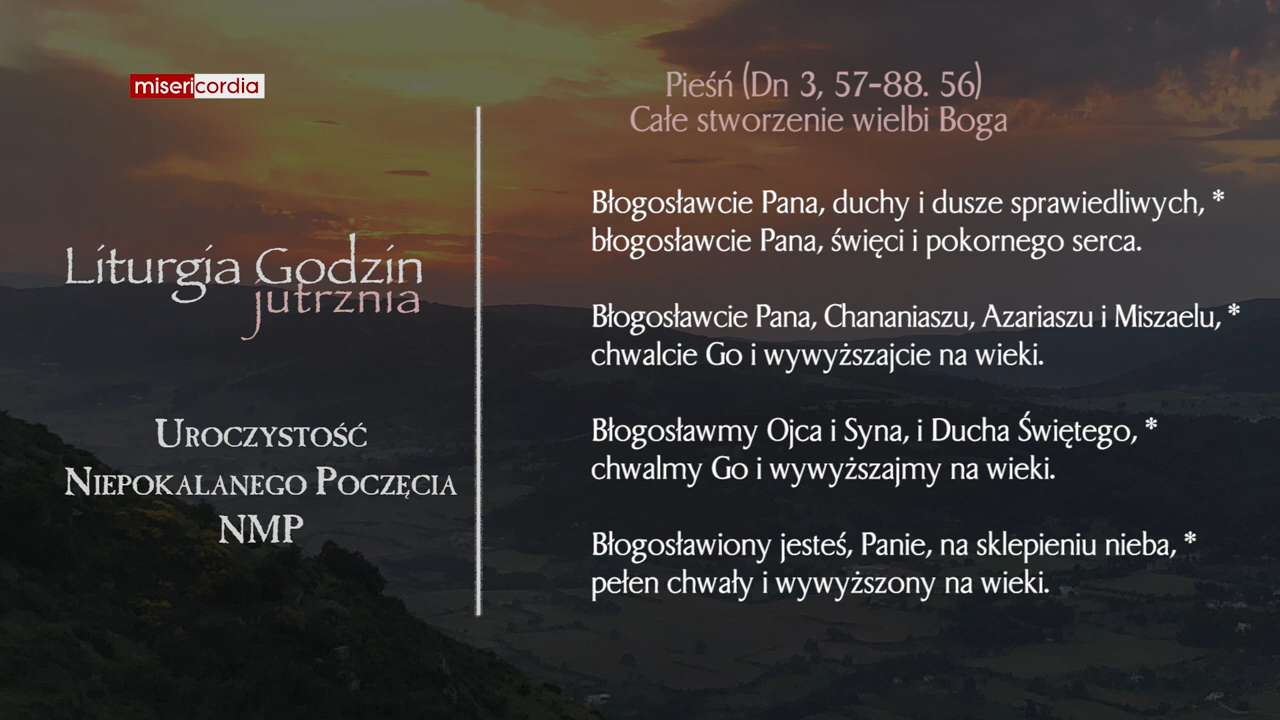 misericordia
Liturgia Godzin
jutrznia
Uroczystość
Niepokalanego Poczęcia
NMP
Pieśń (Dn 3, 57-88. 56)
Całe stworzenie wielbi Boga
Błogosławcie Pana, duchy i dusze sprawiedliwych, *
błogosławcie Pana, święci i pokornego serca.
Błogosławcie Pana, Chananiaszu, Azariaszu i Miszaelu, *
chwalcie Go i wywyższajcie na wieki.
Błogosławmy Ojca i Syna, i Ducha Świętego, *
chwalmy Go i wywyższajmy na wieki.
Błogosławiony jesteś, Panie, na sklepieniu nieba, *
pełen chwały i wywyższony na wieki.